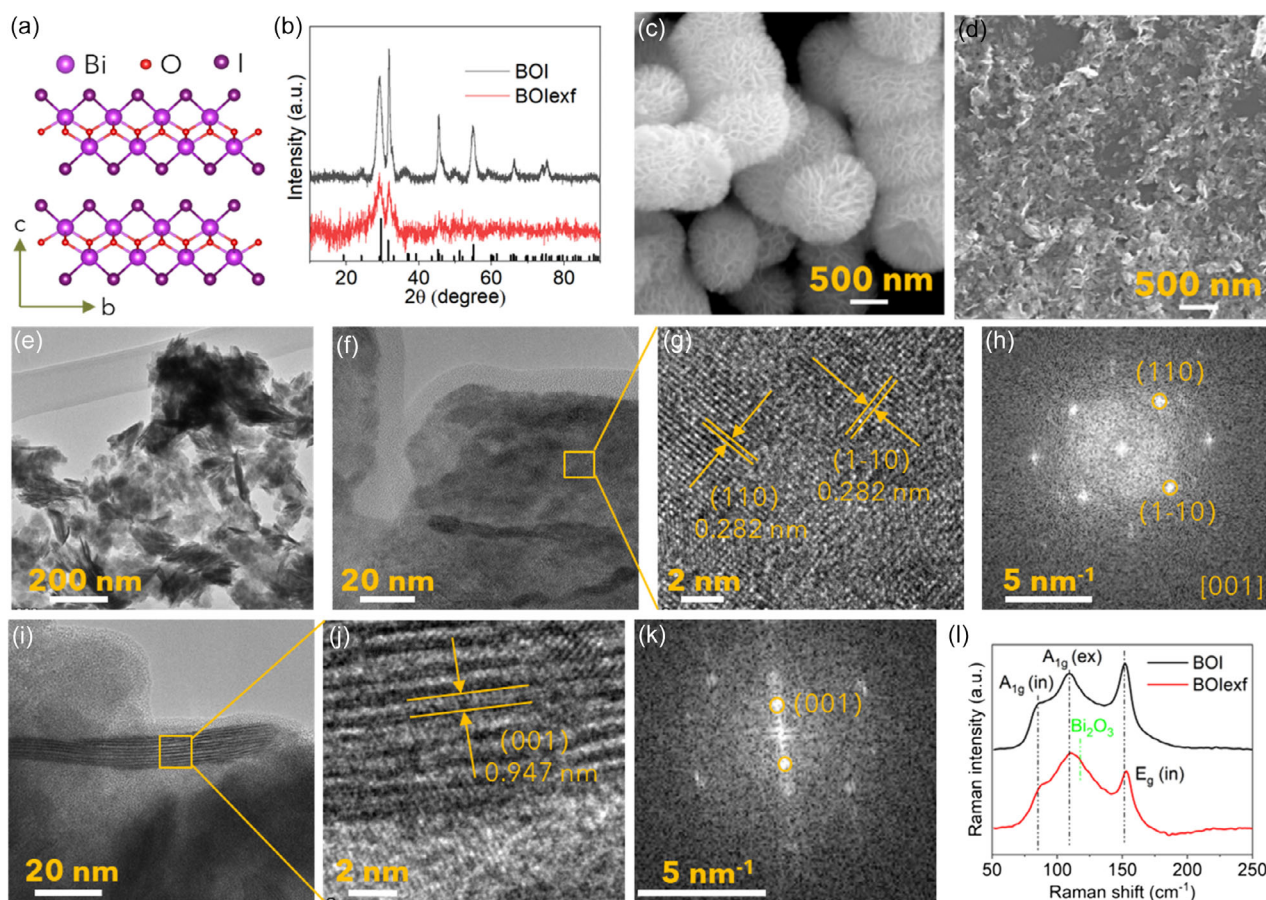 (a)
Bi O I
c
b
(b)
Intensity (a.u.)
BOI
BOIexf
20 40 60 80
2θ (degree)
(c)
500 nm
(d)
500 nm
(e)
200 nm
(f)
20 nm
(g)
(110)
0.282 nm
(1-10)
0.282 nm
2 nm
(h)
(110)
(1-10)
5 nm⁻¹
[001]
(i)
20 nm
(j)
(001)
0.947 nm
2 nm
(k)
(001)
5 nm⁻¹
(l)
Raman intensity (a.u.)
A₁g (in)
A₁g (ex)
BOI
BOIexf
Bi₂O₃
Eg (in)
50 100 150 200 250
Raman shift (cm⁻¹)